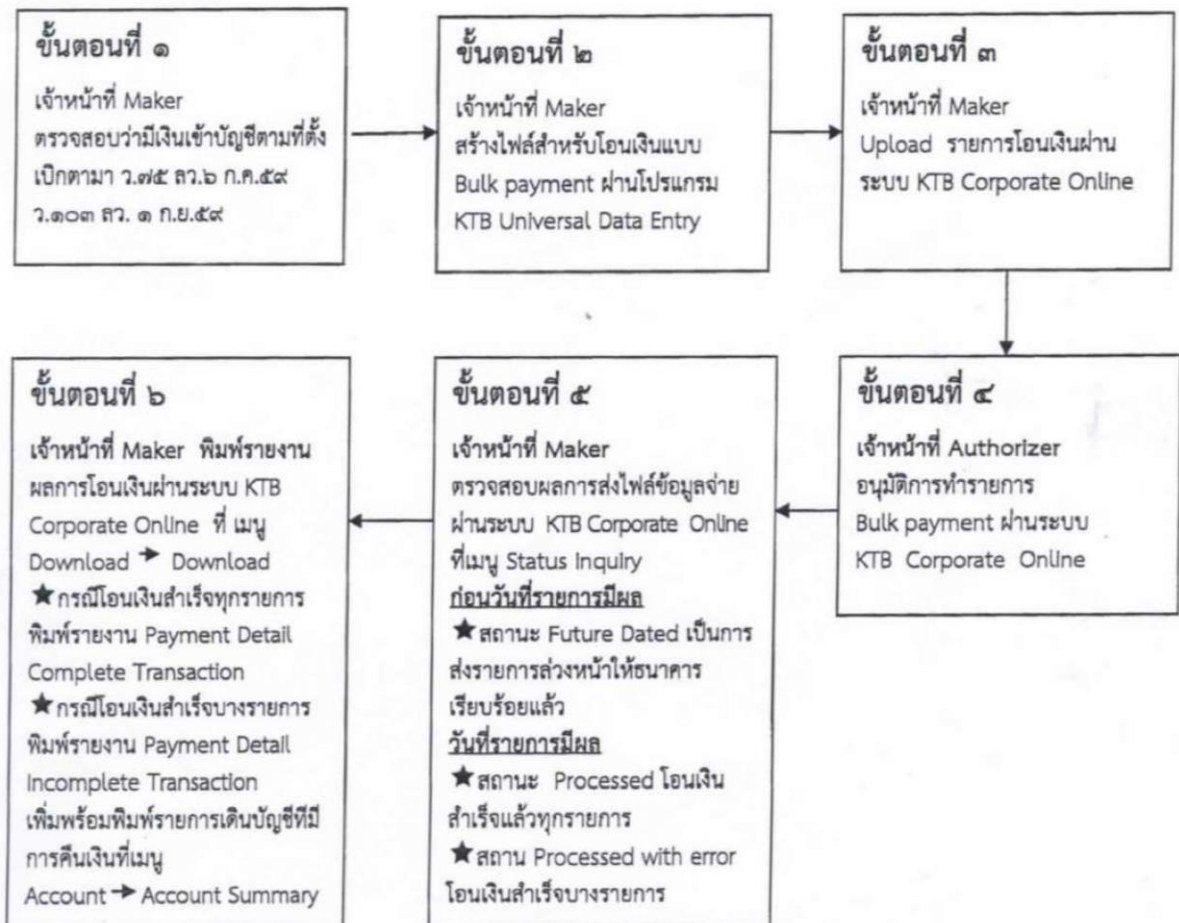 ขั้นตอนที่ ๑
เจ้าหน้าที่ Maker
ตรวจสอบว่ามีเงินเข้าบัญชีตามที่ตั้ง
เบิกตามา ว.๗๕ ลว.๖ ก.ค.๕๙
ว.๑๐๓ ลว. ๑ ก.ย.๕๙
ขั้นตอนที่ ๒
เจ้าหน้าที่ Maker
สร้างไฟล์สำหรับโอนเงินแบบ
Bulk payment ผ่านโปรแกรม
KTB Universal Data Entry
ขั้นตอนที่ ๓
เจ้าหน้าที่ Maker
Upload รายการโอนเงินผ่าน
ระบบ KTB Corporate Online
ขั้นตอนที่ ๔
เจ้าหน้าที่ Authorizer
อนุมัติการทำรายการ
Bulk payment ผ่านระบบ
KTB Corporate Online
ขั้นตอนที่ ๕
เจ้าหน้าที่ Maker
ตรวจสอบผลการส่งไฟล์ข้อมูลจ่าย
ผ่านระบบ KTB Corporate Online
ที่เมนู Status Inquiry
ก่อนวันที่รายการมีผล
★สถานะ Future Dated เป็นการ
ส่งรายการล่วงหน้าให้ธนาคาร
เรียบร้อยแล้ว
วันที่รายการมีผล
★สถานะ Processed โอนเงิน
สำเร็จแล้วทุกรายการ
★สถาน Processed with error
โอนเงินสำเร็จบางรายการ
ขั้นตอนที่ ๖
เจ้าหน้าที่ Maker พิมพ์รายงาน
ผลการโอนเงินผ่านระบบ KTB
Corporate Online ที่ เมนู
Download → Download
★กรณีโอนเงินสำเร็จทุกรายการ
พิมพ์รายงาน Payment Detail
Complete Transaction
★กรณีโอนเงินสำเร็จบางรายการ
พิมพ์รายงาน Payment Detail
Incomplete Transaction
เพิ่มพร้อมพิมพ์รายการเดินบัญชีที่มี
การคืนเงินที่เมนู
Account → Account Summary